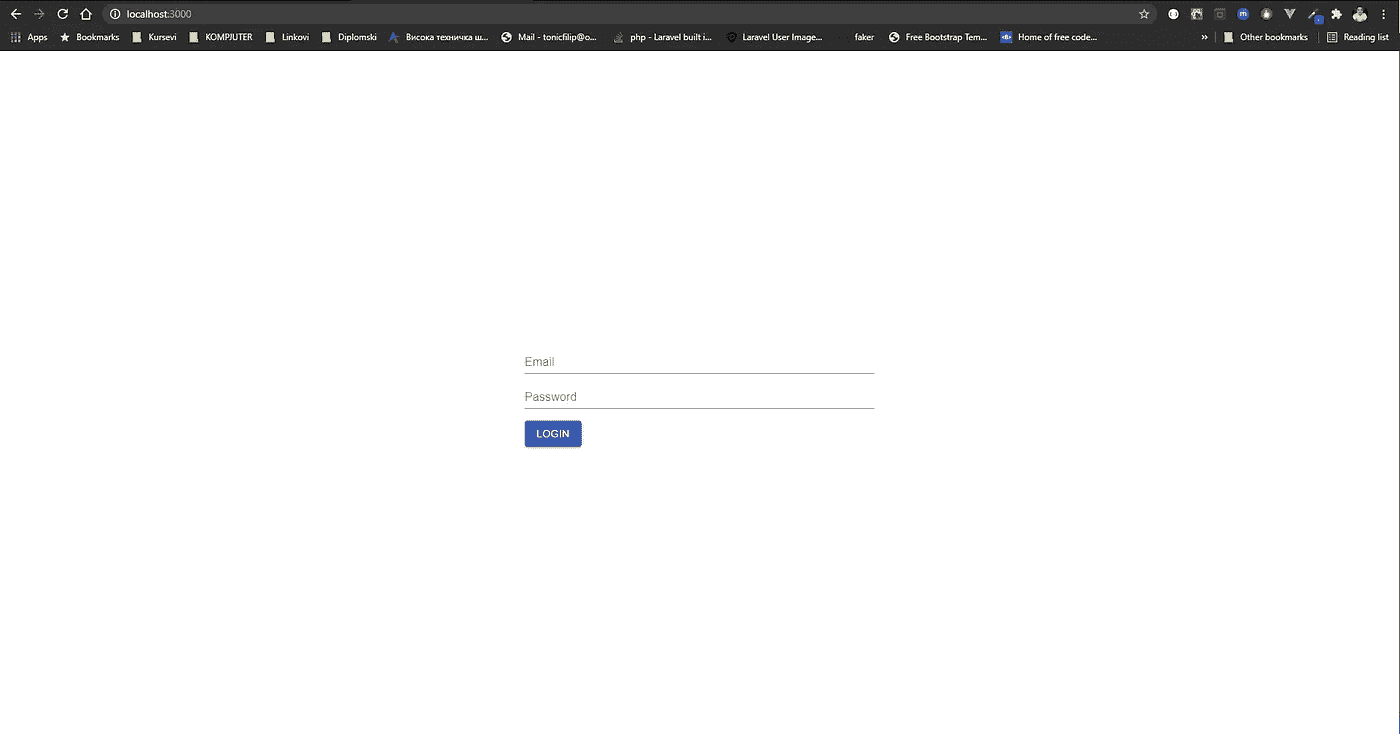 localhost:3000
Apps Bookmarks Kursevi KOMPJUTER Linkovi Diplomski Висока техничка ш... Mail - tonicfilip@o... php - Laravel built i... Laravel User Image... faker Free Bootstrap Tem... Home of free code... » Other bookmarks Reading list
Email
Password
LOGIN